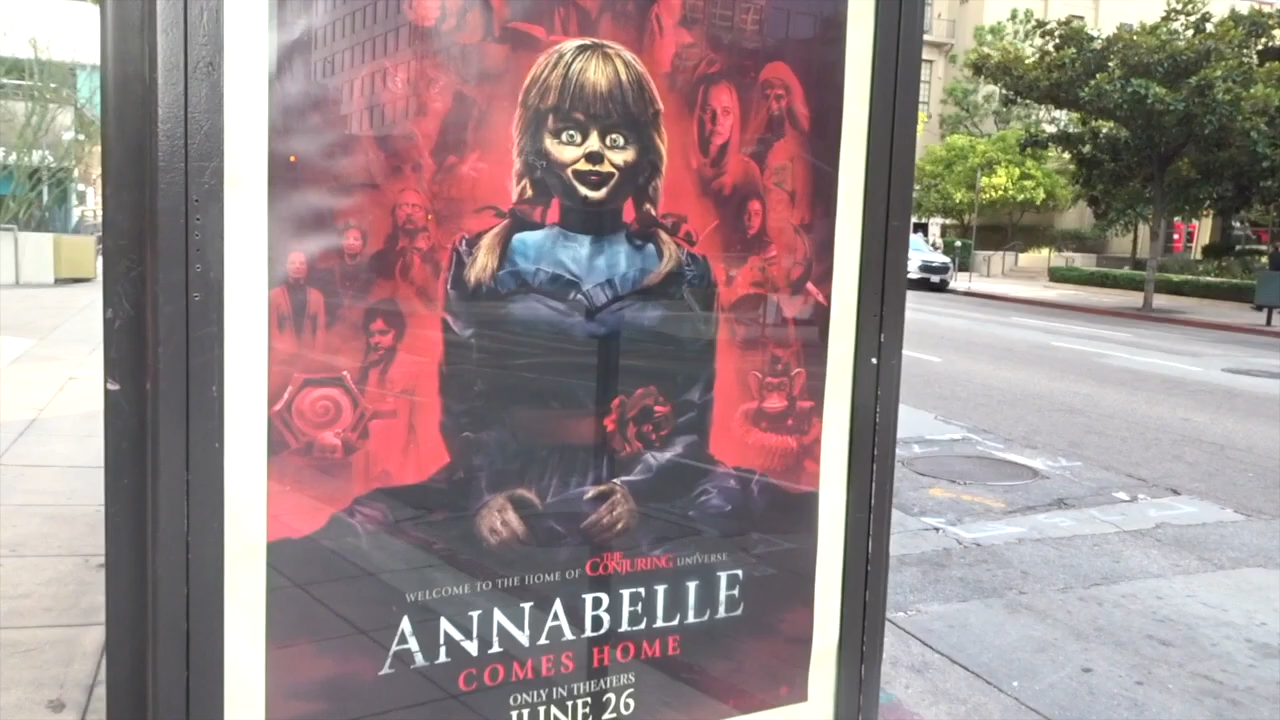 WELCOME TO THE HOME OF THE CONJURING UNIVERSE
ANNABELLE
COMES HOME
ONLY IN THEATERS
JUNE 26